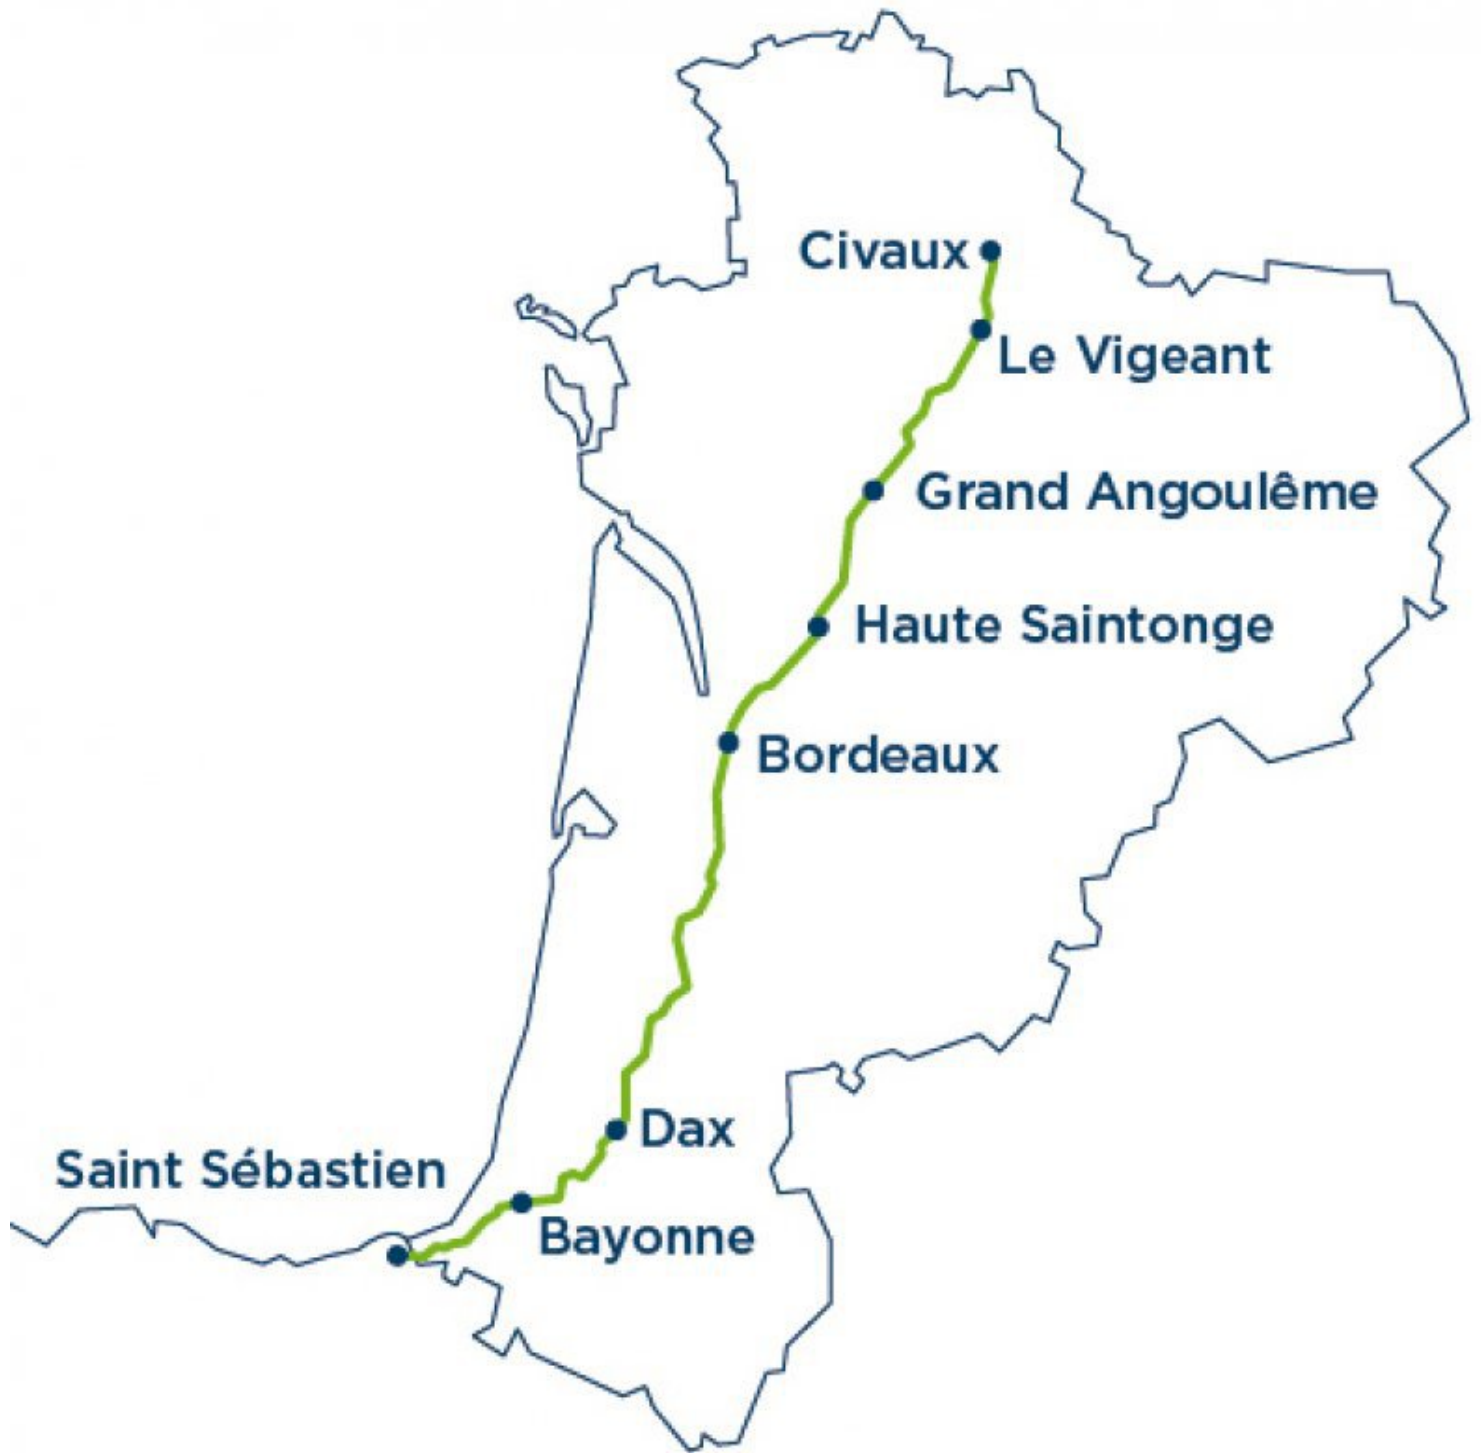 Civaux
Le Vigeant
Grand Angoulême
Haute Saintonge
Bordeaux
Dax
Saint Sébastien
Bayonne